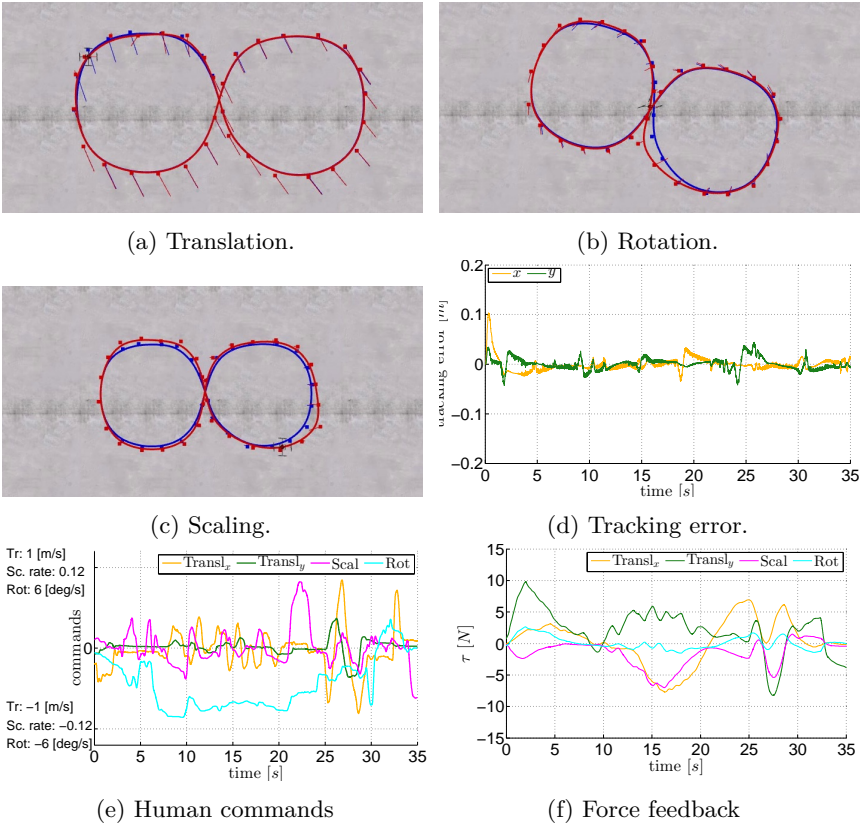 (a) Translation.
(b) Rotation.
(c) Scaling.
0.2
0.1
0
−0.1
−0.2
tracking error [m]
x y
0 5 10 15 20 25 30 35
time [s]
(d) Tracking error.
Tr: 1 [m/s]
Sc. rate: 0.12
Rot: 6 [deg/s]
commands
0
Tr: −1 [m/s]
Sc. rate: −0.12
Rot: −6 [deg/s]
Transl_x Transl_y Scal Rot
0 5 10 15 20 25 30 35
time [s]
(e) Human commands
15
10
5
0
−5
−10
−15
τ [N]
Transl_x Transl_y Scal Rot
0 5 10 15 20 25 30 35
time [s]
(f) Force feedback